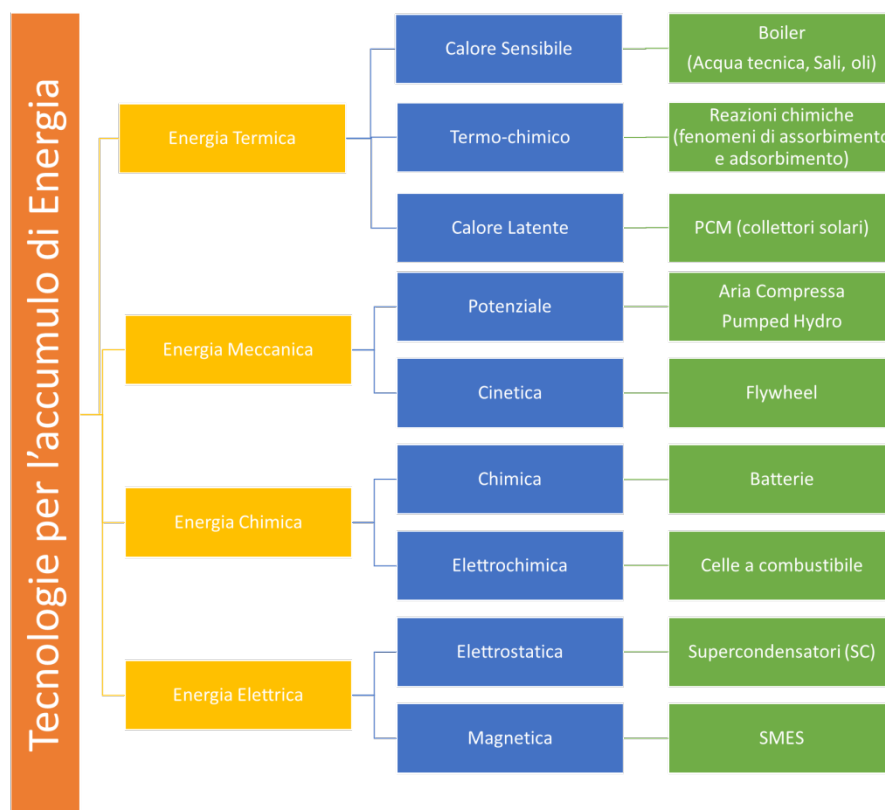 Tecnologie per l'accumulo di Energia
Energia Termica
Calore Sensibile
Boiler
(Acqua tecnica, Sali, oli)
Termo-chimico
Reazioni chimiche
(fenomeni di assorbimento
e adsorbimento)
Calore Latente
PCM (collettori solari)
Energia Meccanica
Potenziale
Aria Compressa
Pumped Hydro
Cinetica
Flywheel
Energia Chimica
Chimica
Batterie
Elettrochimica
Celle a combustibile
Energia Elettrica
Elettrostatica
Supercondensatori (SC)
Magnetica
SMES